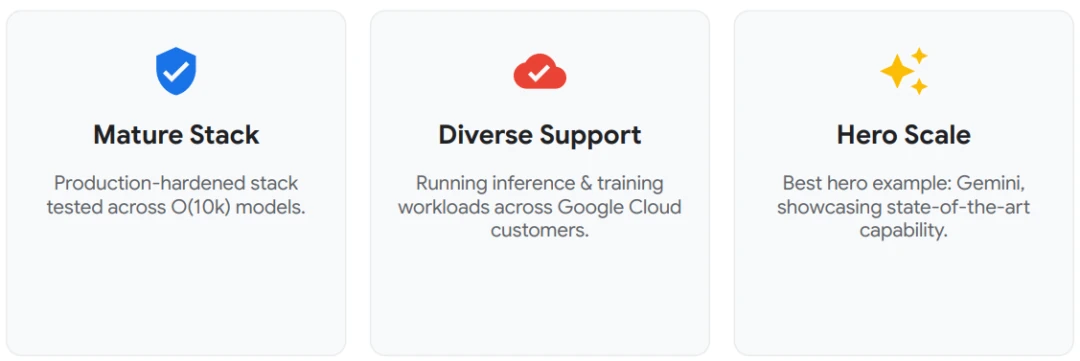 Mature Stack
Production-hardened stack
tested across O(10k) models.
Diverse Support
Running inference & training
workloads across Google Cloud
customers.
Hero Scale
Best hero example: Gemini,
showcasing state-of-the-art
capability.